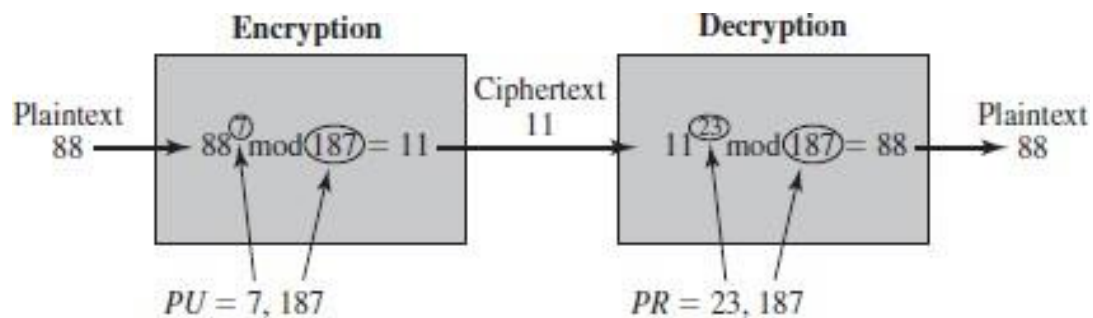 Encryption
Decryption
Plaintext
88
88^7 mod 187 = 11
Ciphertext
11
11^23 mod 187 = 88
Plaintext
88
PU = 7, 187
PR = 23, 187